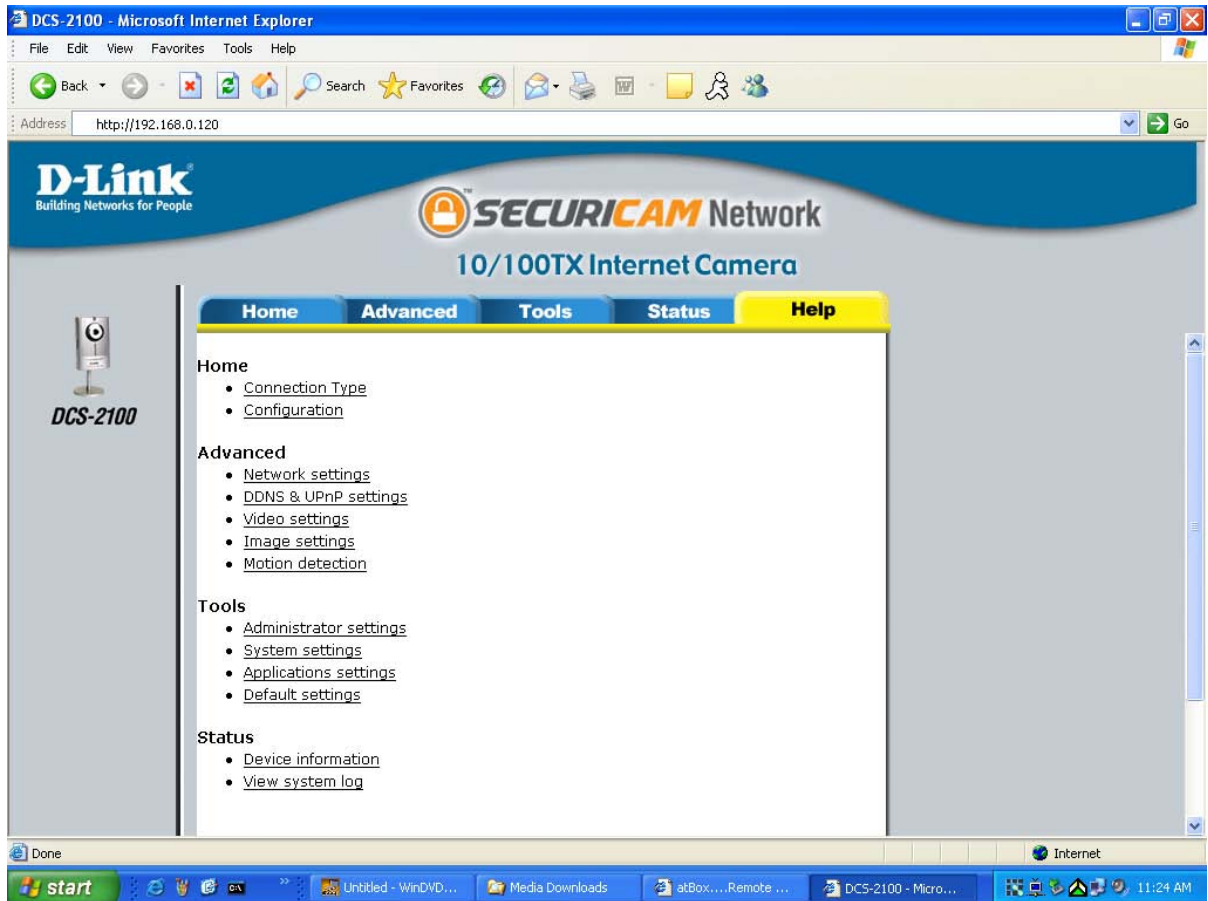 DCS-2100 - Microsoft Internet Explorer
File Edit View Favorites Tools Help
Back Search Favorites
Address http://192.168.0.120 Go
D-Link®
Building Networks for People
SECURICAM™ Network
10/100TX Internet Camera
Home Advanced Tools Status Help
DCS-2100
Home
• Connection Type
• Configuration
Advanced
• Network settings
• DDNS & UPnP settings
• Video settings
• Image settings
• Motion detection
Tools
• Administrator settings
• System settings
• Applications settings
• Default settings
Status
• Device information
• View system log
Done Internet
start Untitled - WinDVD... Media Downloads atBox....Remote ... DCS-2100 - Micro... 11:24 AM